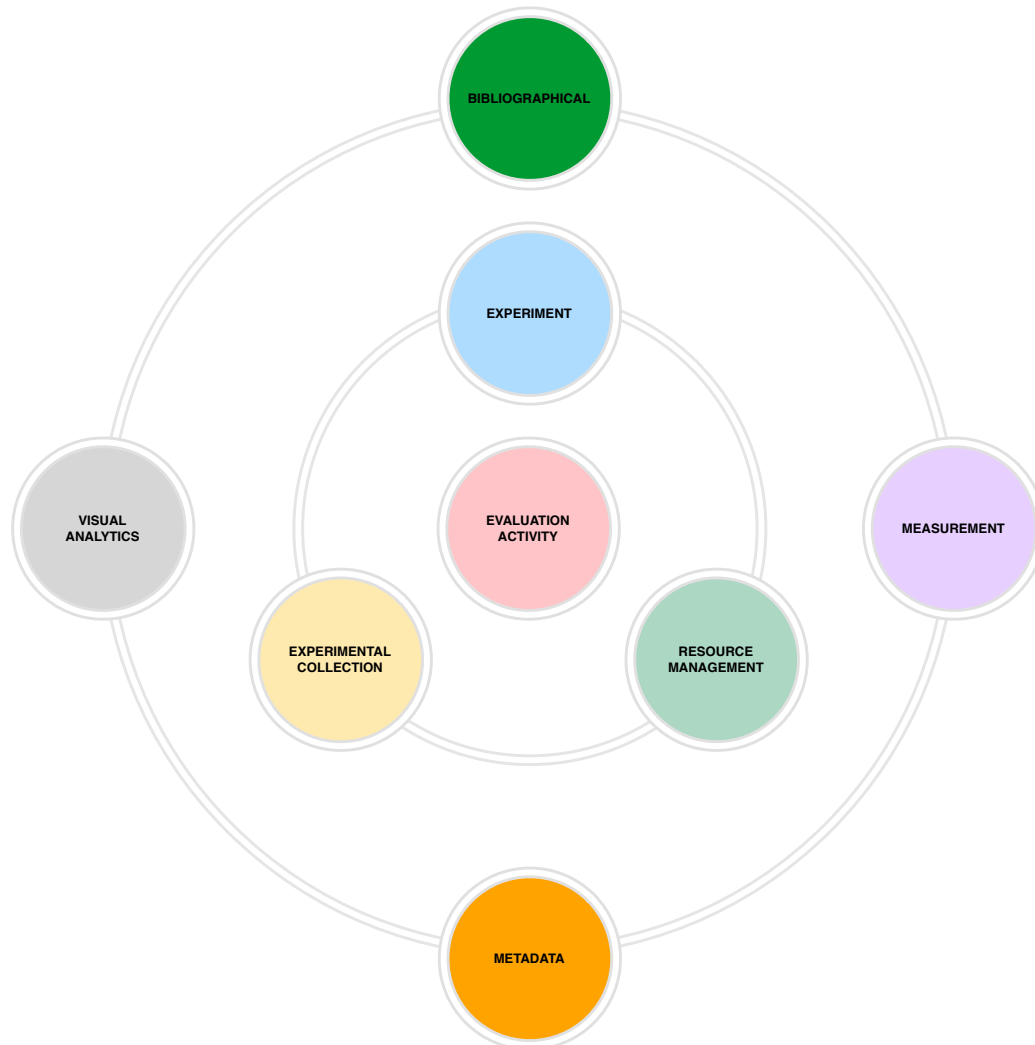 BIBLIOGRAPHICAL
EXPERIMENT
VISUAL
ANALYTICS
EVALUATION
ACTIVITY
MEASUREMENT
EXPERIMENTAL
COLLECTION
RESOURCE
MANAGEMENT
METADATA